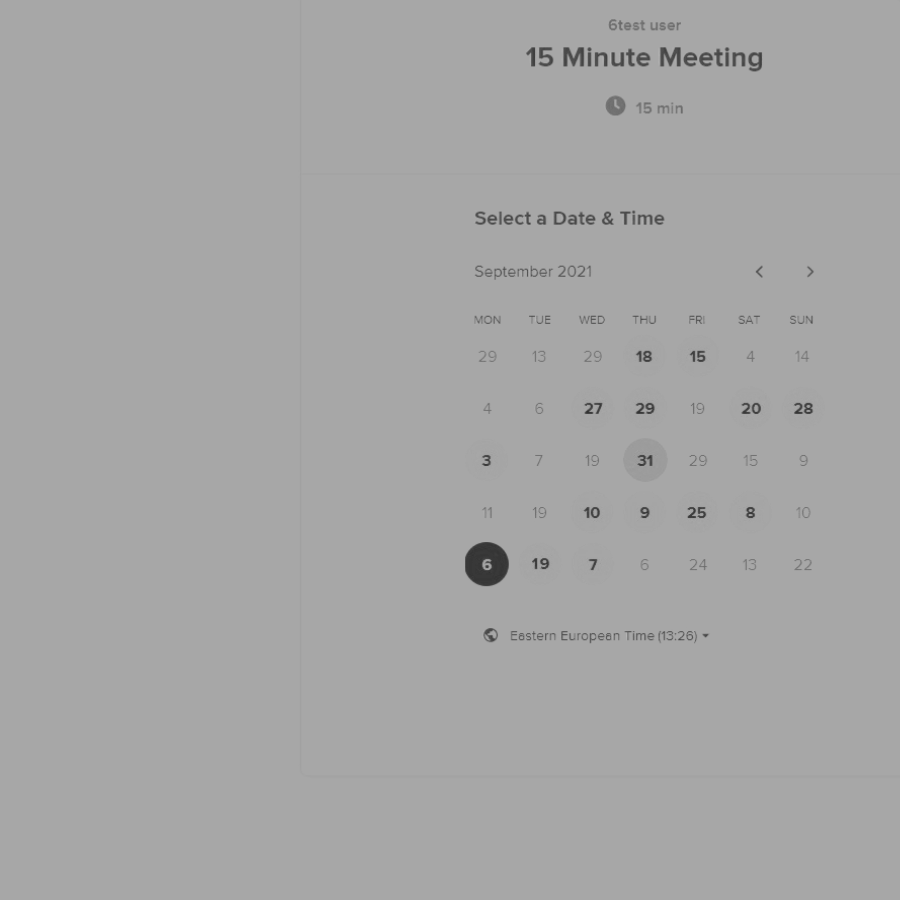 6test user
15 Minute Meeting
15 min
Select a Date & Time
September 2021
MON TUE WED THU FRI SAT SUN
29 13 29 18 15 4 14
4 6 27 29 19 20 28
3 7 19 31 29 15 9
11 19 10 9 25 8 10
6 19 7 6 24 13 22
Eastern European Time (13:26)